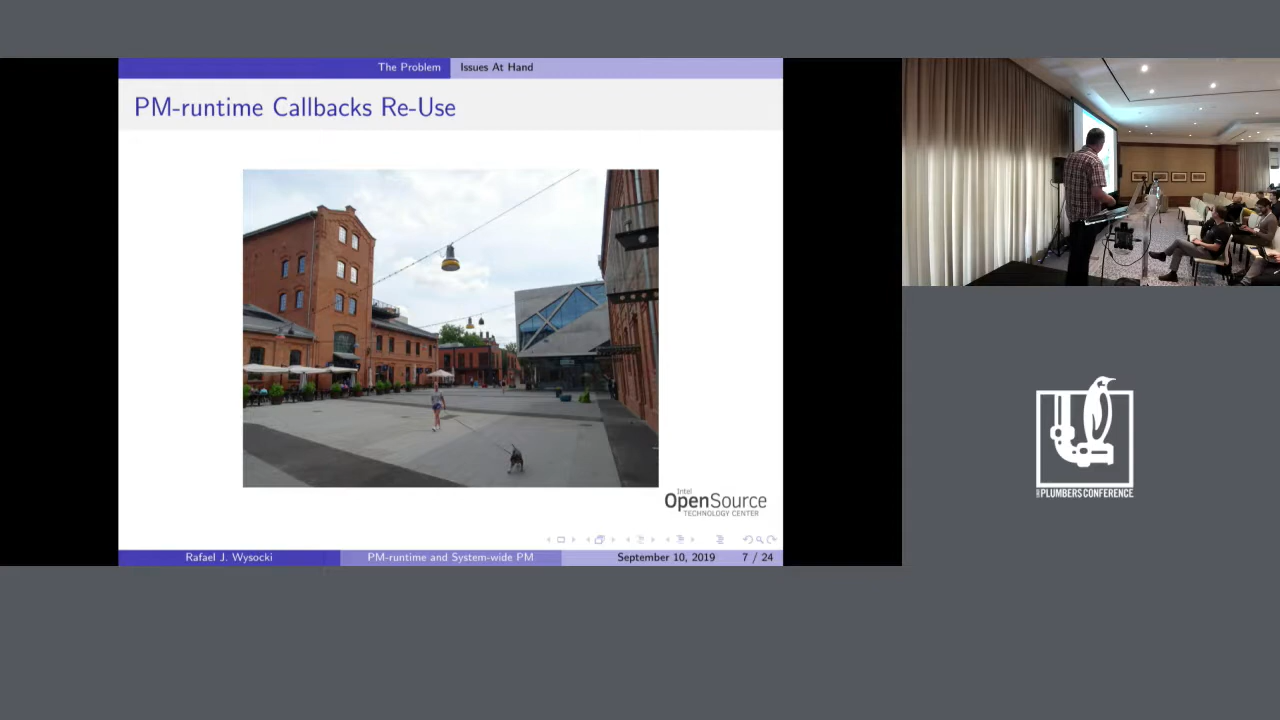 The Problem
Issues At Hand
PM-runtime Callbacks Re-Use
Intel
OpenSource
TECHNOLOGY CENTER
Rafael J. Wysocki
PM-runtime and System-wide PM
September 10, 2019
7 / 24
PLUMBERS CONFERENCE